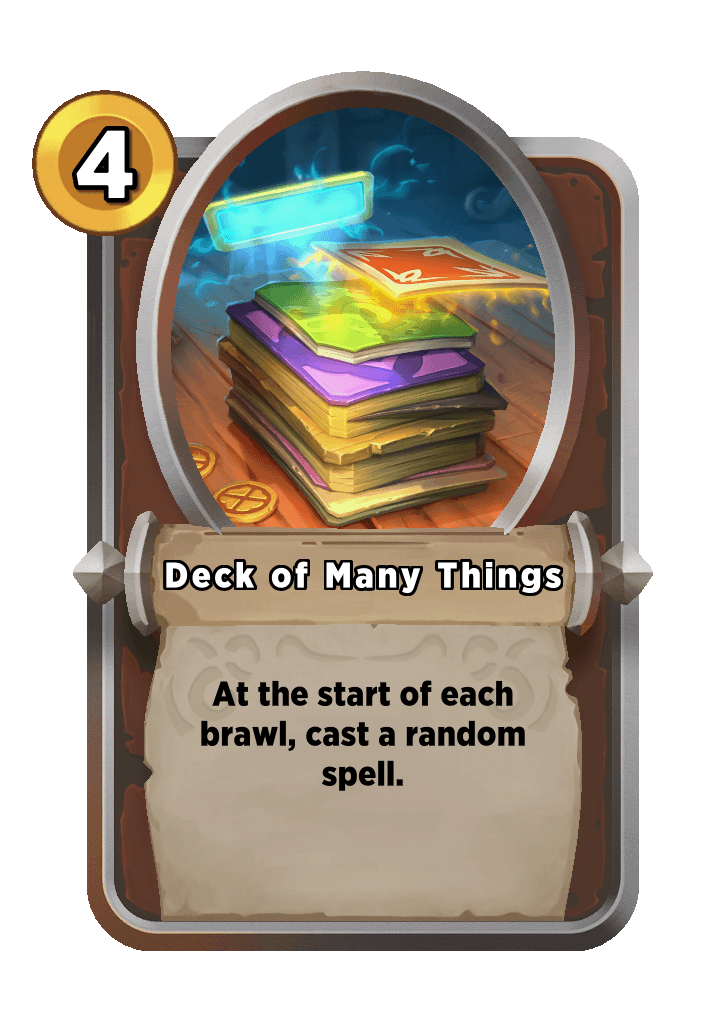 4
Deck of Many Things
At the start of each
brawl, cast a random
spell.